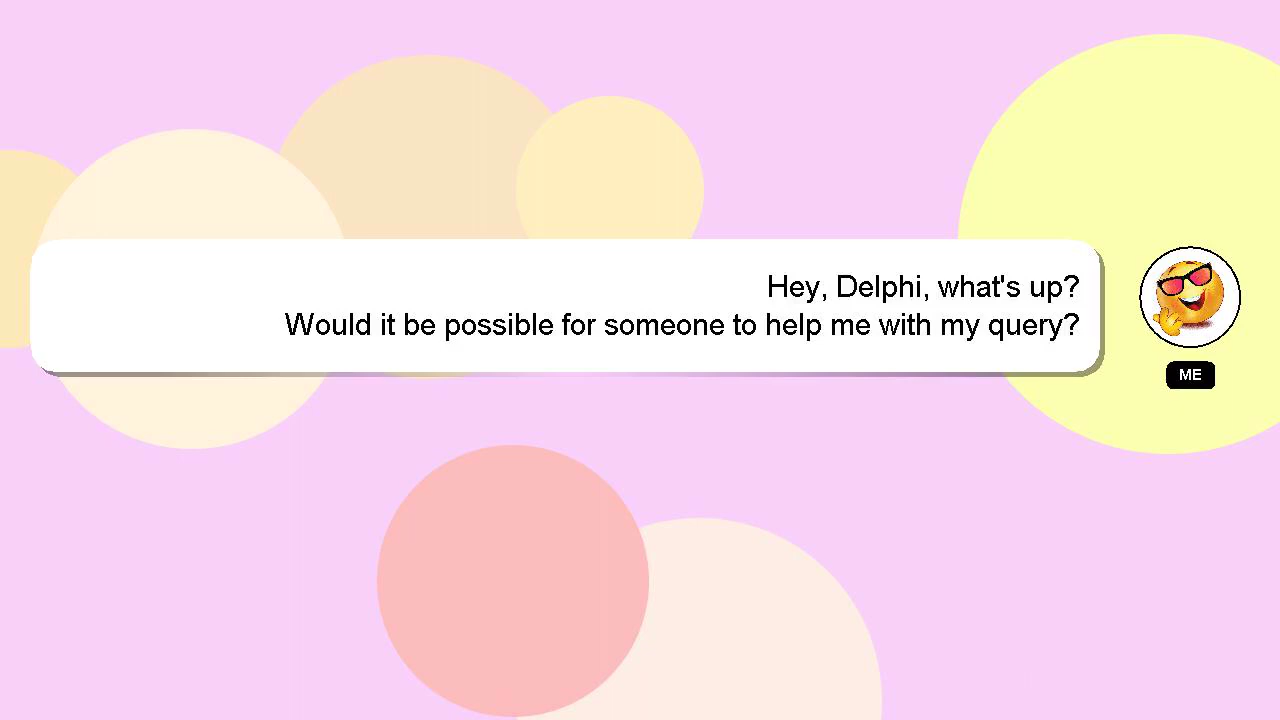 Hey, Delphi, what's up?
Would it be possible for someone to help me with my query?
ME